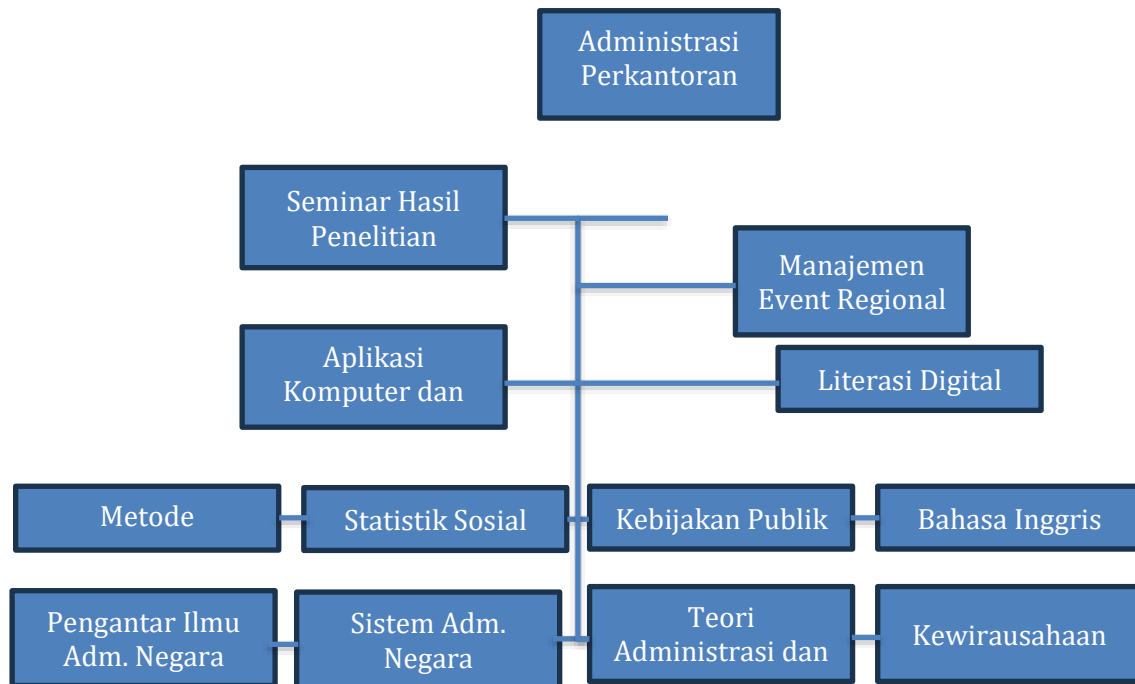 Administrasi
Perkantoran
Seminar Hasil
Penelitian
Manajemen
Event Regional
Aplikasi
Komputer dan
Literasi Digital
Metode
Statistik Sosial
Kebijakan Publik
Bahasa Inggris
Pengantar Ilmu
Adm. Negara
Sistem Adm.
Negara
Teori
Administrasi dan
Kewirausahaan